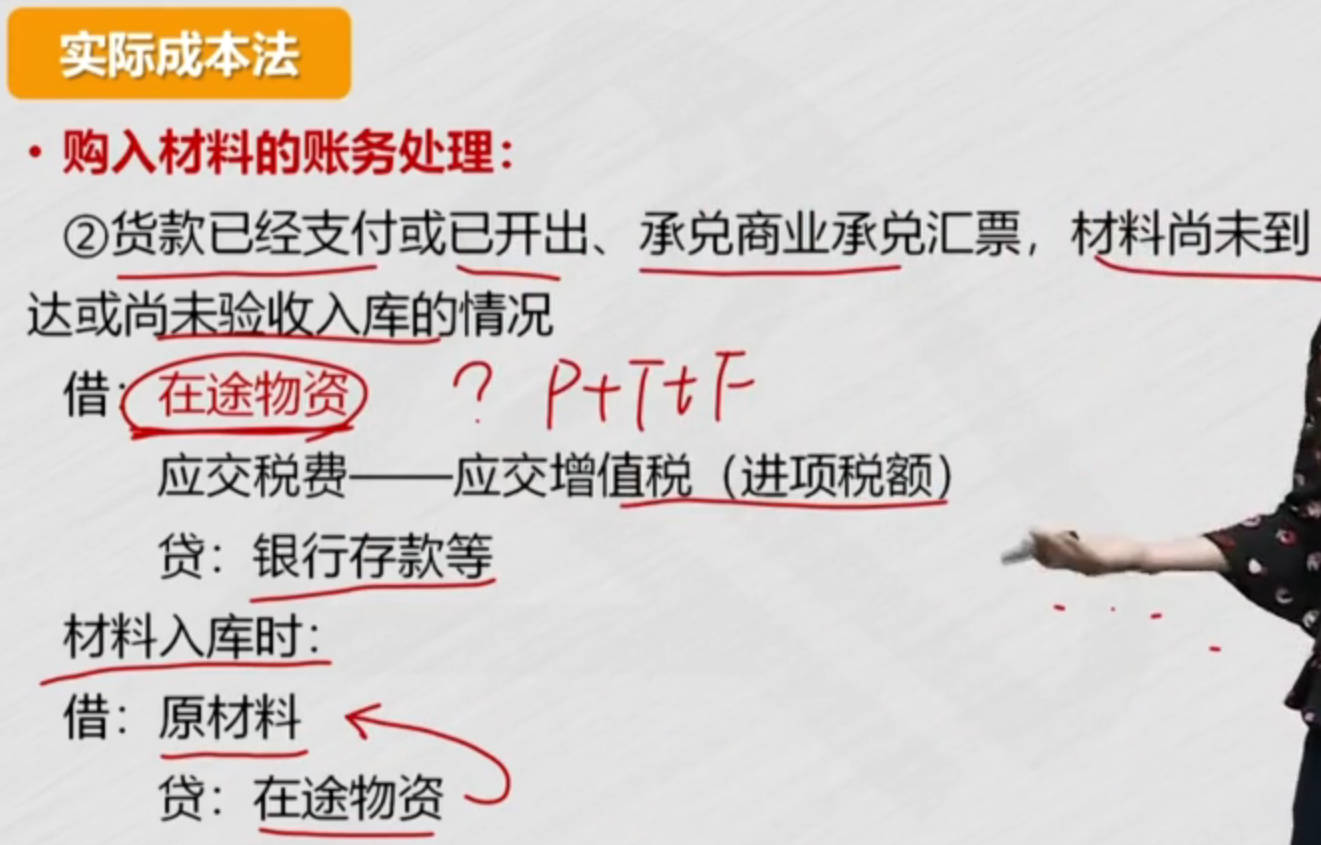 实际成本法
• 购入材料的账务处理：
②货款已经支付或已开出、承兑商业承兑汇票，材料尚未到
达或尚未验收入库的情况
借：在途物资 ? P+T+F
应交税费——应交增值税（进项税额）
贷：银行存款等
材料入库时：
借：原材料
贷：在途物资